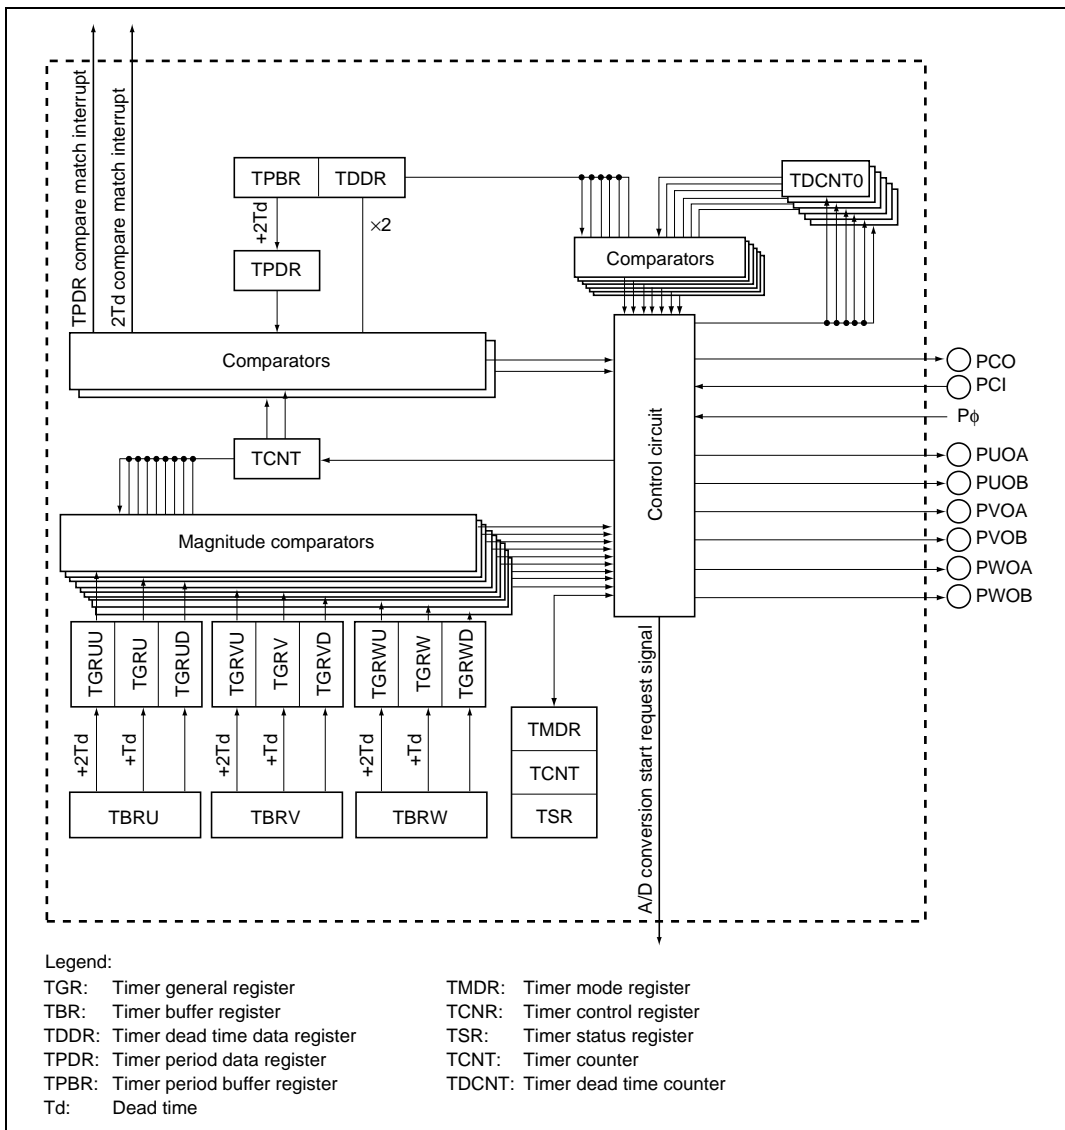 TPDR compare match interrupt
2Td compare match interrupt
TPBR
TDDR
TDCNT0
+2Td
×2
TPDR
Comparators
Comparators
PCO
PCI
Pϕ
TCNT
Control circuit
PUOA
PUOB
PVOA
PVOB
PWOA
PWOB
Magnitude comparators
TGRUU
TGRU
TGRUD
TGRVU
TGRV
TGRVD
TGRWU
TGRW
TGRWD
+2Td
+Td
+2Td
+Td
+2Td
+Td
TBRU
TBRV
TBRW
TMDR
TCNT
TSR
A/D conversion start request signal
Legend:
TGR: Timer general register
TBR: Timer buffer register
TDDR: Timer dead time data register
TPDR: Timer period data register
TPBR: Timer period buffer register
Td: Dead time
TMDR: Timer mode register
TCNR: Timer control register
TSR: Timer status register
TCNT: Timer counter
TDCNT: Timer dead time counter